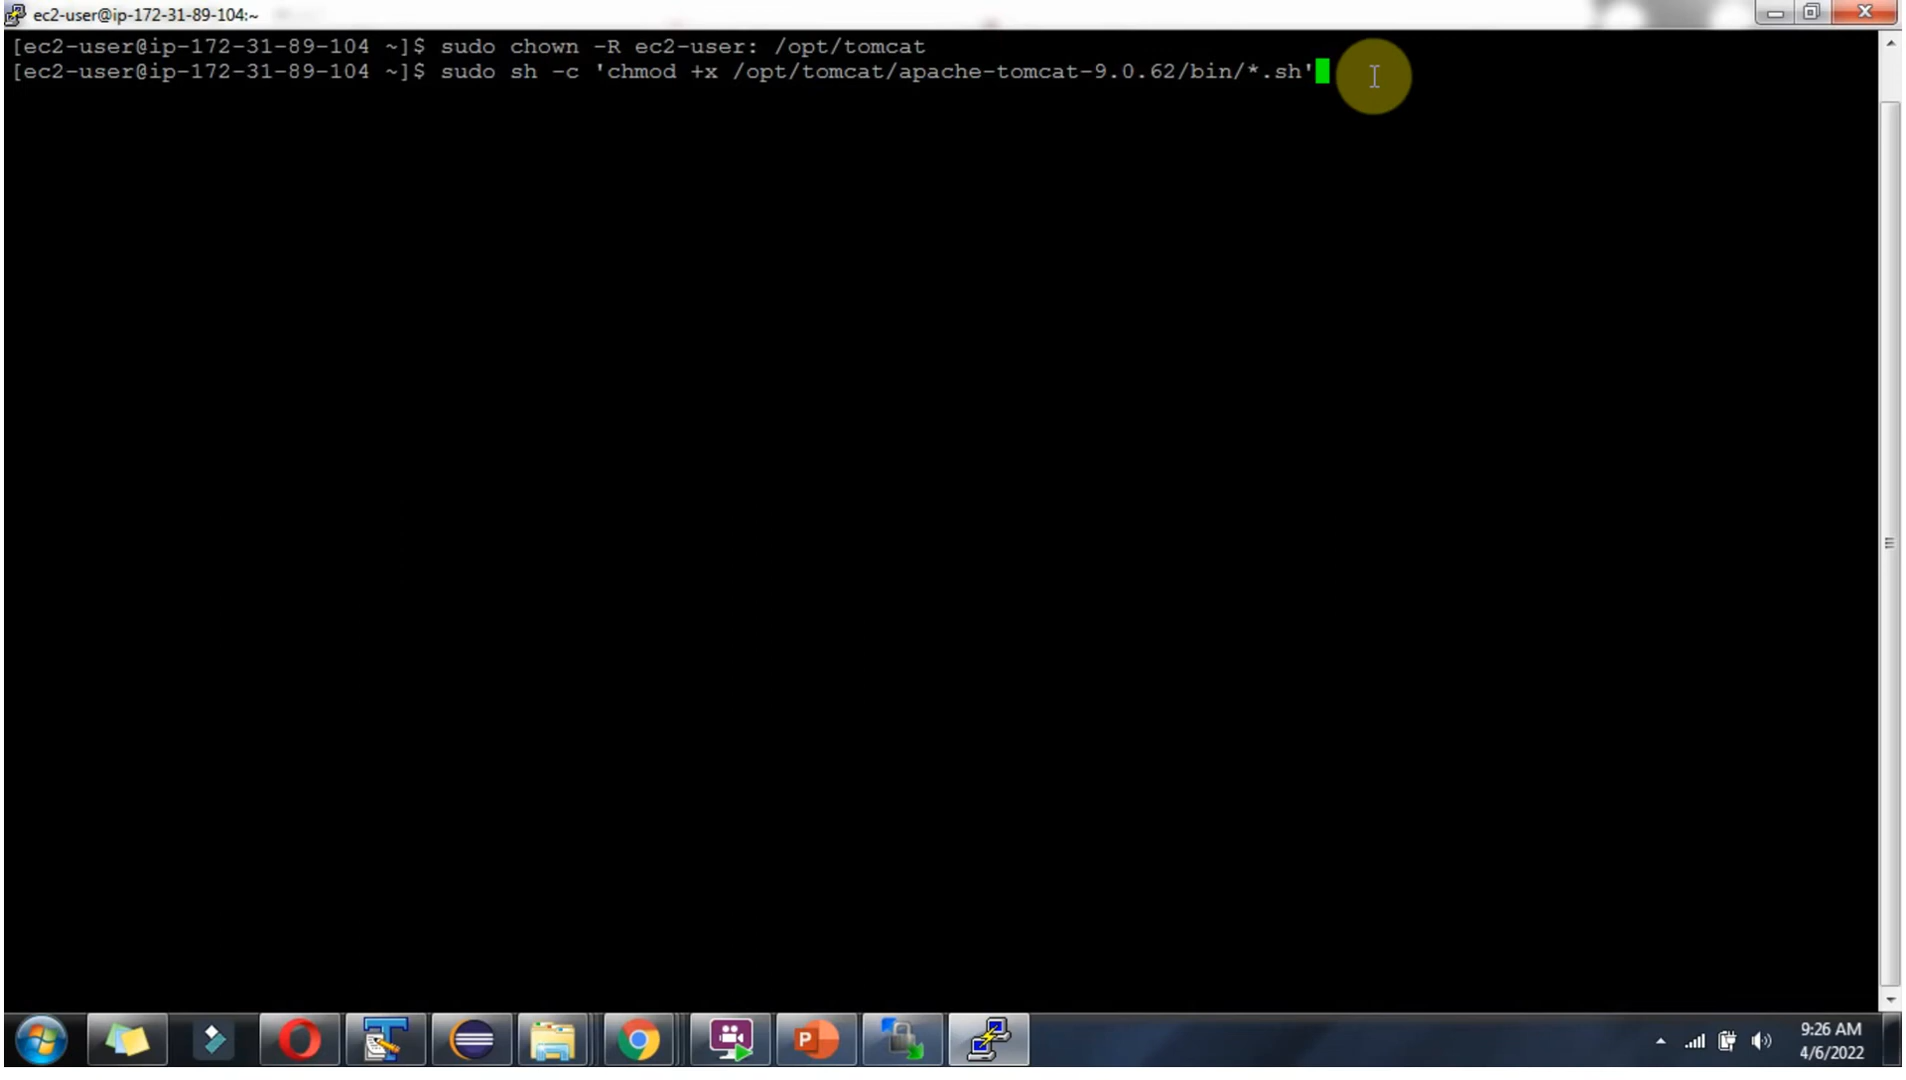 ec2-user@ip-172-31-89-104:~
[ec2-user@ip-172-31-89-104 ~]$ sudo chown -R ec2-user: /opt/tomcat
[ec2-user@ip-172-31-89-104 ~]$ sudo sh -c 'chmod +x /opt/tomcat/apache-tomcat-9.0.62/bin/*.sh'
9:26 AM
4/6/2022